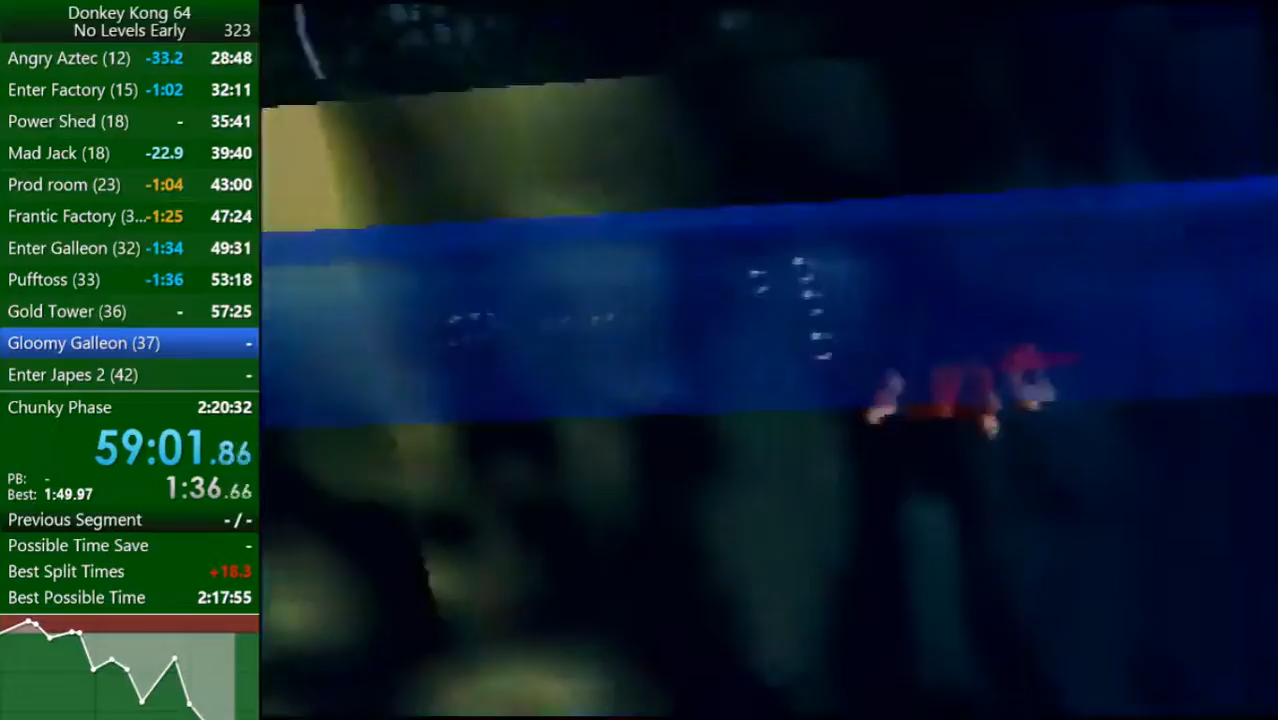 Donkey Kong 64
No Levels Early 323
Angry Aztec (12) -33.2 28:48
Enter Factory (15) -1:02 32:11
Power Shed (18) - 35:41
Mad Jack (18) -22.9 39:40
Prod room (23) -1:04 43:00
Frantic Factory (3... -1:25 47:24
Enter Galleon (32) -1:34 49:31
Pufftoss (33) -1:36 53:18
Gold Tower (36) - 57:25
Gloomy Galleon (37) -
Enter Japes 2 (42) -
Chunky Phase 2:20:32
59:01.86
PB: -
Best: 1:49.97 1:36.66
Previous Segment - / -
Possible Time Save -
Best Split Times +18.3
Best Possible Time 2:17:55